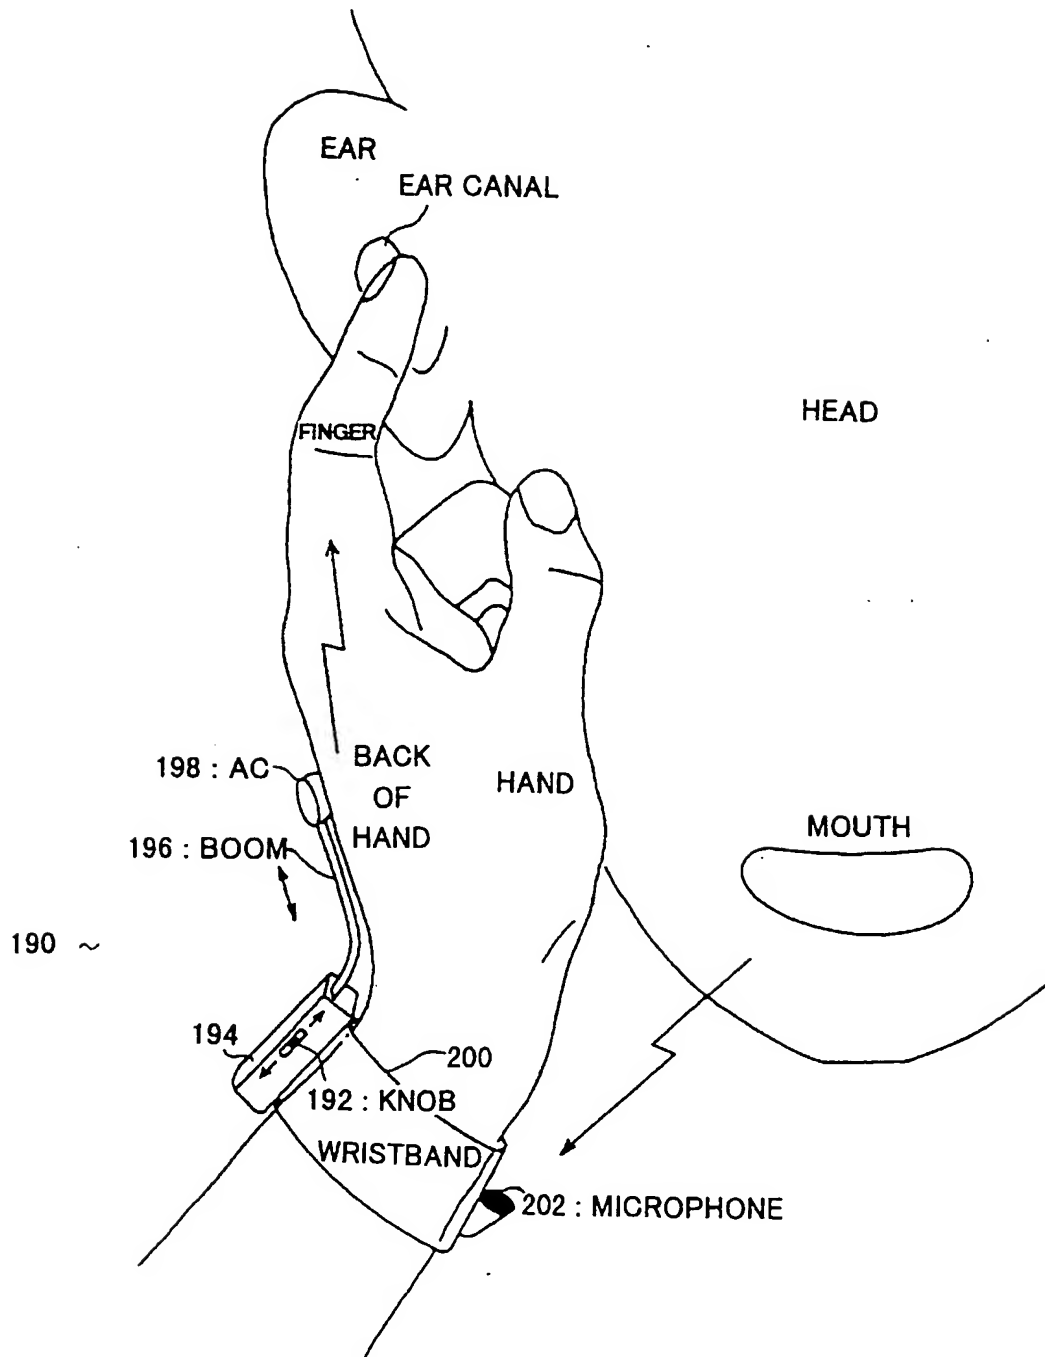 EAR
EAR CANAL
HEAD
FINGER
198 : AC
BACK
OF
HAND
HAND
MOUTH
196 : BOOM
190 ~
194
200
192 : KNOB
WRISTBAND
202 : MICROPHONE